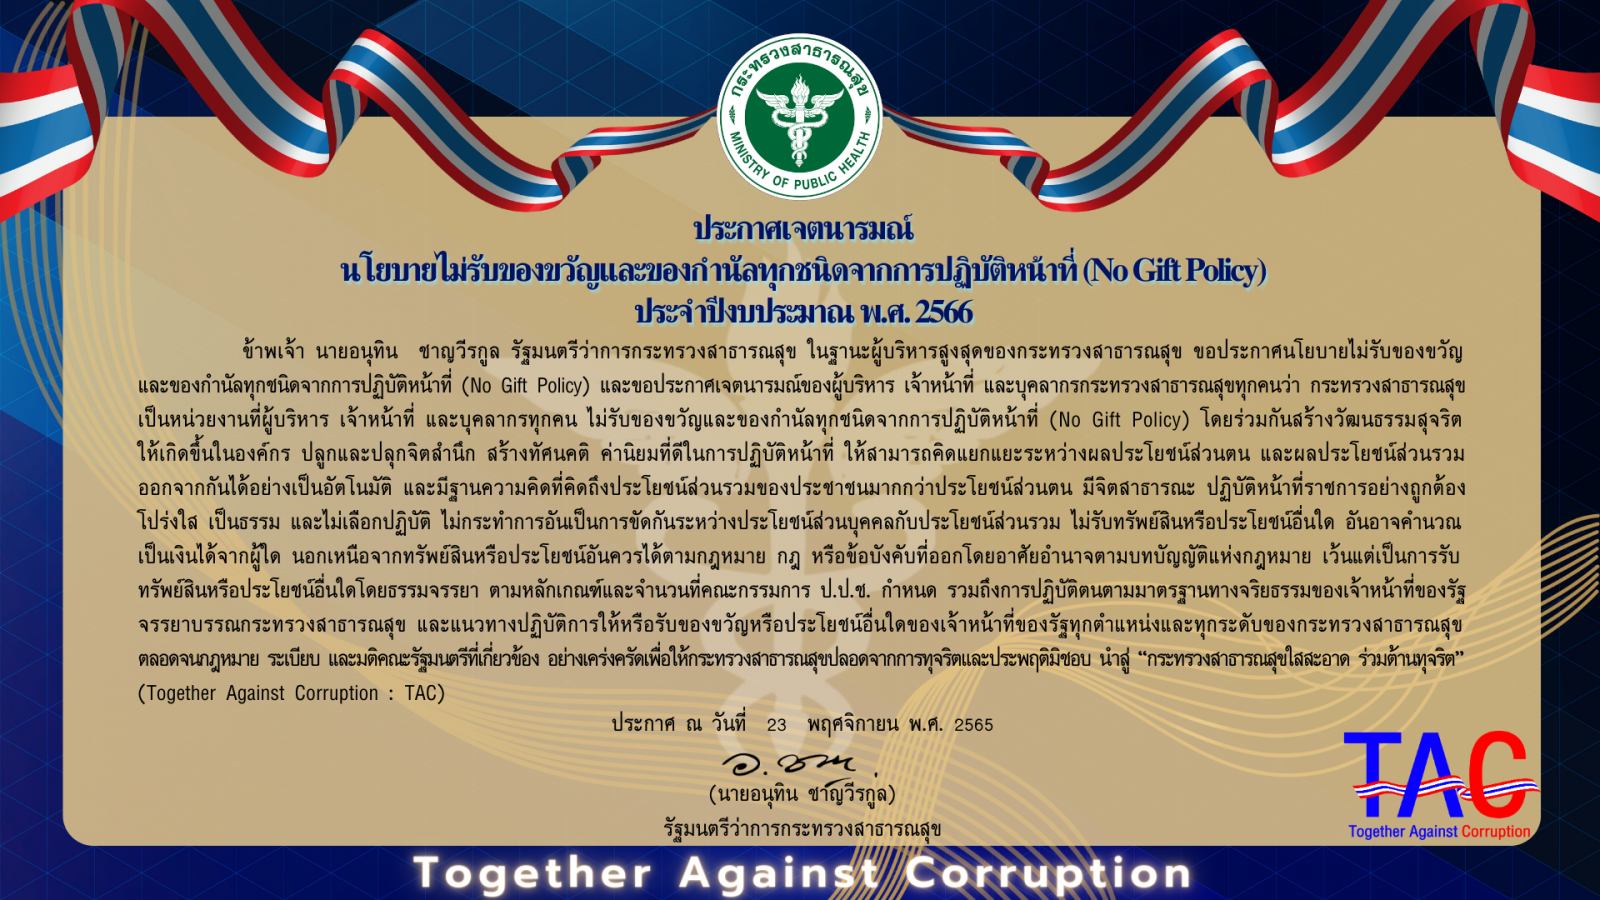 กระทรวงสาธารณสุข
MINISTRY OF PUBLIC HEALTH
ประกาศเจตนารมณ์
นโยบายไม่รับของขวัญและของกำนัลทุกชนิดจากการปฏิบัติหน้าที่ (No Gift Policy)
ประจำปีงบประมาณ พ.ศ. 2566
ข้าพเจ้า นายอนุทิน ชาญวีรกูล รัฐมนตรีว่าการกระทรวงสาธารณสุข ในฐานะผู้บริหารสูงสุดของกระทรวงสาธารณสุข ขอประกาศนโยบายไม่รับของขวัญ
และของกำนัลทุกชนิดจากการปฏิบัติหน้าที่ (No Gift Policy) และขอประกาศเจตนารมณ์ของผู้บริหาร เจ้าหน้าที่ และบุคลากรกระทรวงสาธารณสุขทุกคนว่า กระทรวงสาธารณสุข
เป็นหน่วยงานที่ผู้บริหาร เจ้าหน้าที่ และบุคลากรทุกคน ไม่รับของขวัญและของกำนัลทุกชนิดจากการปฏิบัติหน้าที่ (No Gift Policy) โดยร่วมกันสร้างวัฒนธรรมสุจริต
ให้เกิดขึ้นในองค์กร ปลูกและปลุกจิตสำนึก สร้างทัศนคติ ค่านิยมที่ดีในการปฏิบัติหน้าที่ ให้สามารถคิดแยกแยะระหว่างผลประโยชน์ส่วนตน และผลประโยชน์ส่วนรวม
ออกจากกันได้อย่างเป็นอัตโนมัติ และมีฐานความคิดที่คิดถึงประโยชน์ส่วนรวมของประชาชนมากกว่าประโยชน์ส่วนตน มีจิตสาธารณะ ปฏิบัติหน้าที่ราชการอย่างถูกต้อง
โปร่งใส เป็นธรรม และไม่เลือกปฏิบัติ ไม่กระทำการอันเป็นการขัดกันระหว่างประโยชน์ส่วนบุคคลกับประโยชน์ส่วนรวม ไม่รับทรัพย์สินหรือประโยชน์อื่นใด อันอาจคำนวณ
เป็นเงินได้จากผู้ใด นอกเหนือจากทรัพย์สินหรือประโยชน์อันควรได้ตามกฎหมาย กฎ หรือข้อบังคับที่ออกโดยอาศัยอำนาจตามบทบัญญัติแห่งกฎหมาย เว้นแต่เป็นการรับ
ทรัพย์สินหรือประโยชน์อื่นใดโดยธรรมจรรยา ตามหลักเกณฑ์และจำนวนที่คณะกรรมการ ป.ป.ช. กำหนด รวมถึงการปฏิบัติตนตามมาตรฐานทางจริยธรรมของเจ้าหน้าที่ของรัฐ
จรรยาบรรณกระทรวงสาธารณสุข และแนวทางปฏิบัติการให้หรือรับของขวัญหรือประโยชน์อื่นใดของเจ้าหน้าที่ของรัฐทุกตำแหน่งและทุกระดับของกระทรวงสาธารณสุข
ตลอดจนกฎหมาย ระเบียบ และมติคณะรัฐมนตรีที่เกี่ยวข้อง อย่างเคร่งครัดเพื่อให้กระทรวงสาธารณสุขปลอดจากการทุจริตและประพฤติมิชอบ นำสู่ “กระทรวงสาธารณสุขใสสะอาด ร่วมต้านทุจริต”
(Together Against Corruption : TAC)
ประกาศ ณ วันที่ 23 พฤศจิกายน พ.ศ. 2565
(นายอนุทิน ชาญวีรกูล)
รัฐมนตรีว่าการกระทรวงสาธารณสุข
TAC
Together Against Corruption
Together Against Corruption